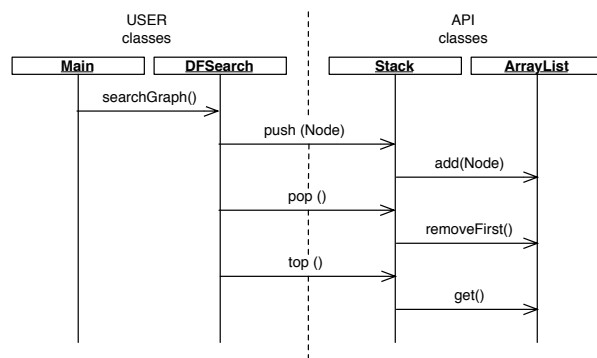 USER
classes
API
classes
Main
DFSearch
Stack
ArrayList
searchGraph()
push (Node)
add(Node)
pop ()
removeFirst()
top ()
get()